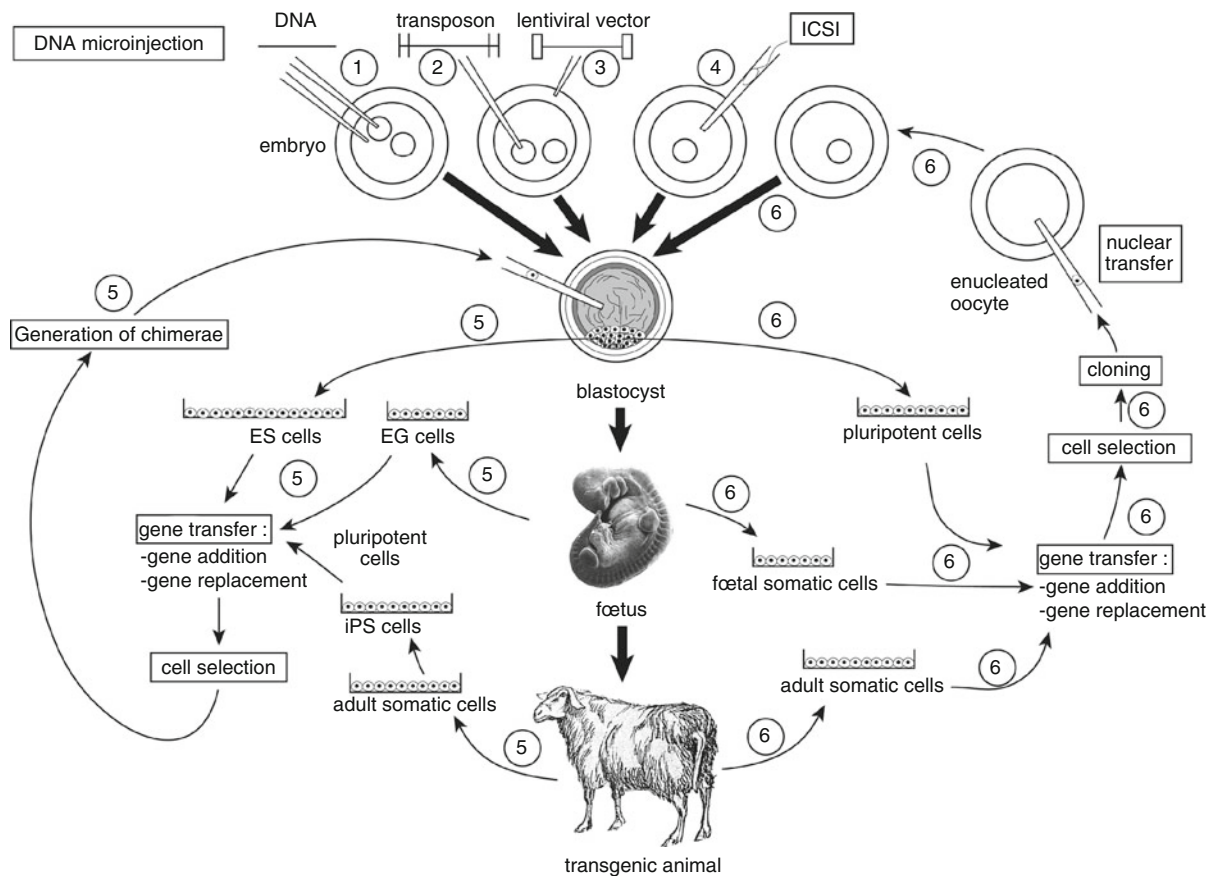 DNA
transposon
lentiviral vector
ICSI
DNA microinjection
1
2
3
4
embryo
6
6
nuclear
transfer
enucleated
oocyte
5
Generation of chimerae
5
6
cloning
blastocyst
6
ES cells
EG cells
pluripotent cells
cell selection
5
5
6
6
gene transfer :
-gene addition
-gene replacement
pluripotent
cells
fœtal somatic cells
6
gene transfer :
-gene addition
-gene replacement
iPS cells
fœtus
cell selection
adult somatic cells
adult somatic cells
6
5
6
transgenic animal